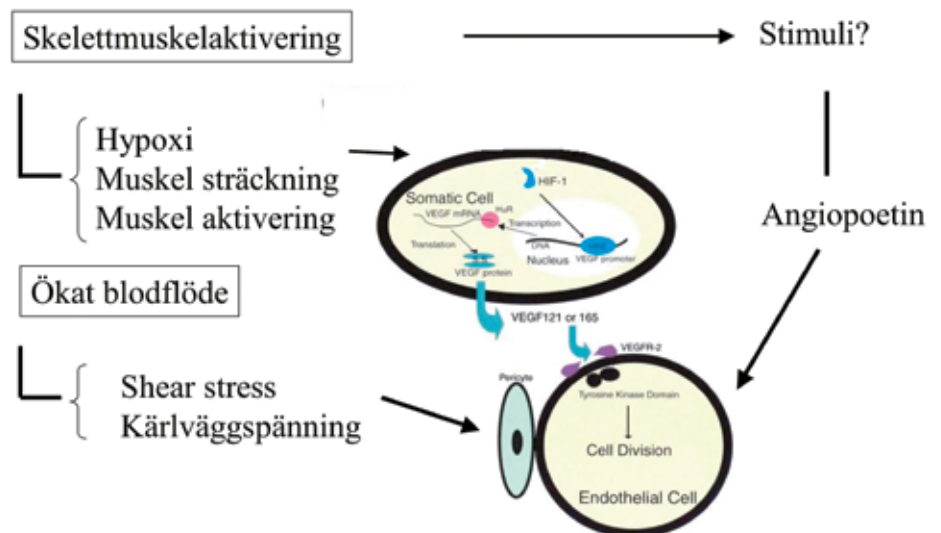 Skelettmuskelaktivering
Stimuli?
Hypoxi
Muskel sträckning
Muskel aktivering
HIF-1
Somatic Cell
HuR
VEGF mRNA
Transcription
DNA
Translation
Nucleus
VEGF promoter
VEGF protein
Angiopoetin
Ökat blodflöde
VEGF121 or 165
VEGFR-2
Pericyte
Shear stress
Kärlväggspänning
Tyrosine Kinase Domain
Cell Division
Endothelial Cell